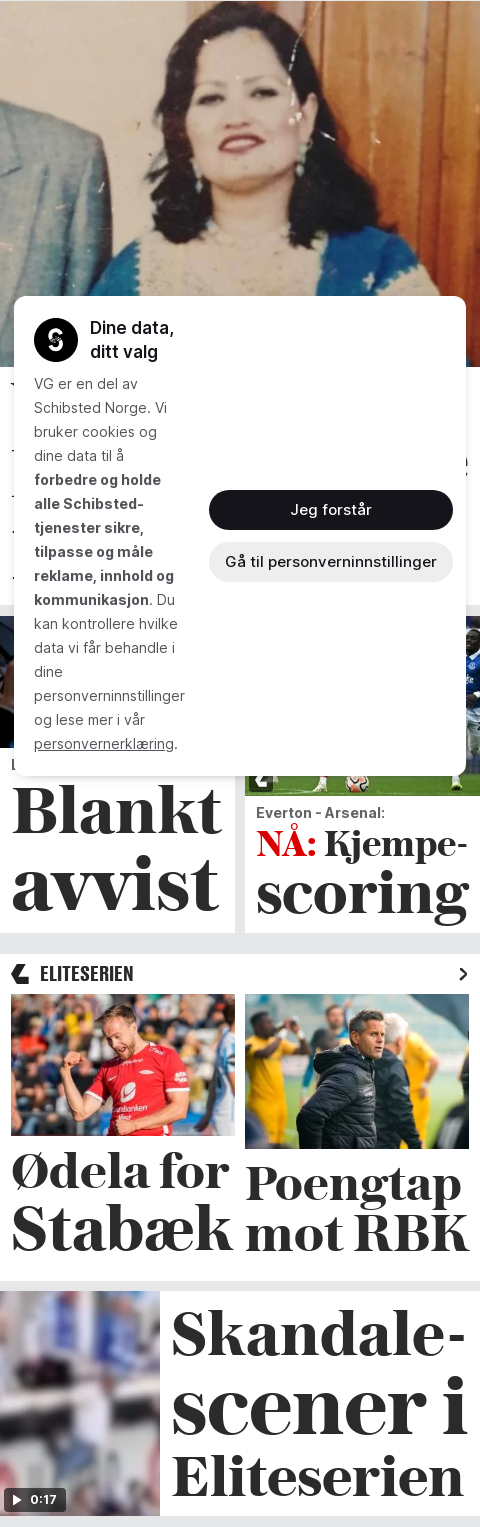 Dine data,
ditt valg
VG er en del av
Schibsted Norge. Vi
bruker cookies og
dine data til å
forbedre og holde
alle Schibsted-
tjenester sikre,
tilpasse og måle
reklame, innhold og
kommunikasjon. Du
kan kontrollere hvilke
data vi får behandle i
dine
personverninnstillinger
og lese mer i vår
personvernerklæring.
Jeg forstår
Gå til personverninnstillinger
Blankt
avvist
Everton - Arsenal:
NÅ: Kjempe-
scoring
ELITESERIEN
Ødela for
Stabæk
Poengtap
mot RBK
Skandale-
scener i
Eliteserien
0:17